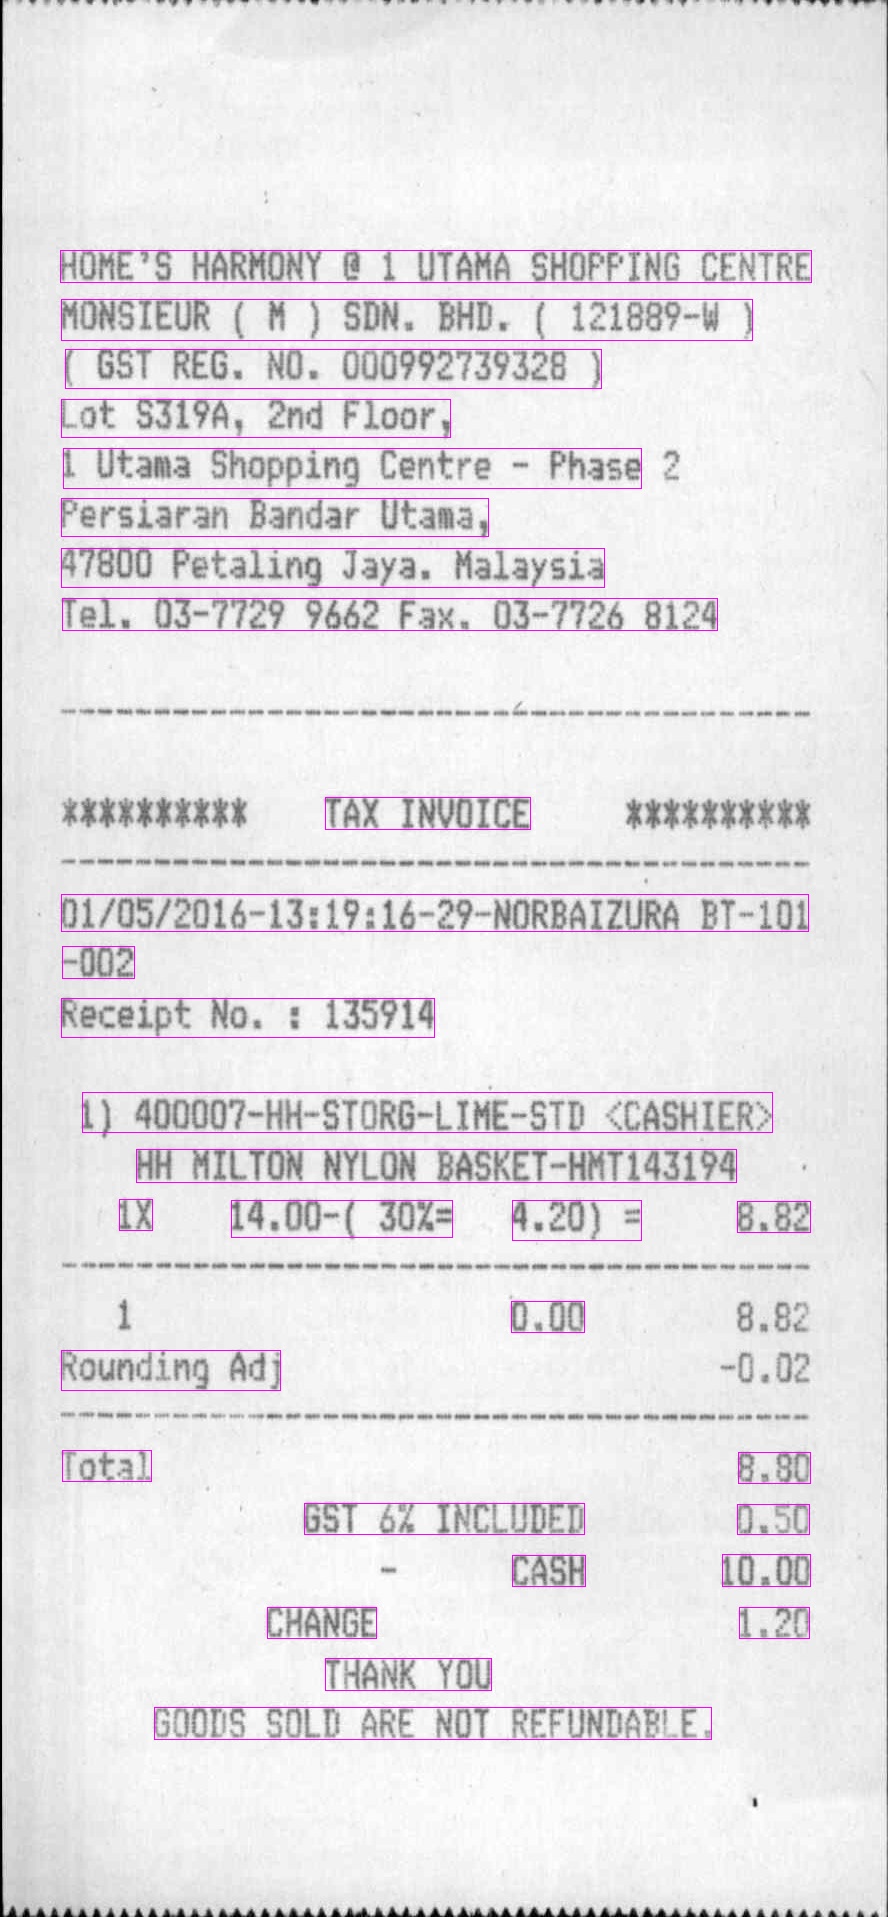 HOME'S HARMONY @ 1 UTAMA SHOPPING CENTRE
MONSIEUR ( M ) SDN. BHD. ( 121889-W )
( GST REG. NO. 000992739328 )
Lot S319A, 2nd Floor,
1 Utama Shopping Centre - Phase 2
Persiaran Bandar Utama,
47800 Petaling Jaya. Malaysia
Tel. 03-7729 9662 Fax. 03-7726 8124
----------------------------------------
********** TAX INVOICE **********
----------------------------------------
01/05/2016-13:19:16-29-NORBAIZURA BT-101
-002
Receipt No. : 135914
1) 400007-HH-STORG-LIME-STD <CASHIER>
HH MILTON NYLON BASKET-HMT143194
1X 14.00-( 30%= 4.20) = 8.82
----------------------------------------
1 0.00 8.82
Rounding Adj -0.02
----------------------------------------
Total 8.80
GST 6% INCLUDED 0.50
- CASH 10.00
CHANGE 1.20
THANK YOU
GOODS SOLD ARE NOT REFUNDABLE.